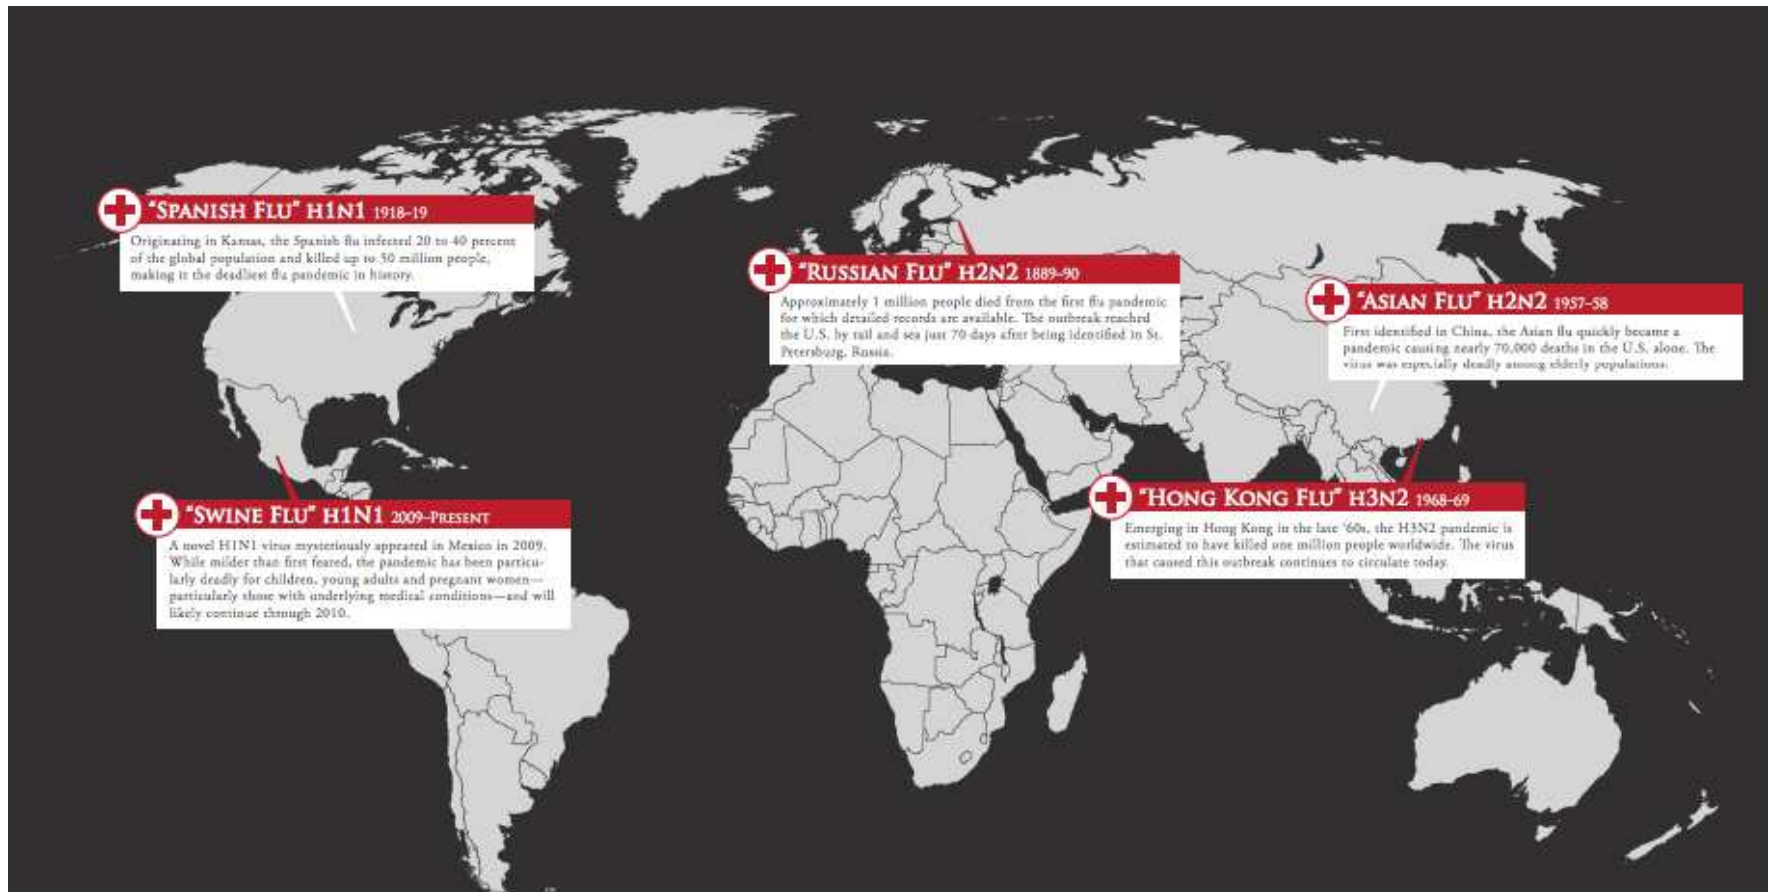 "SPANISH FLU" H1N1 1918–19
Originating in Kansas, the Spanish flu infected 20 to 40 percent
of the global population and killed up to 50 million people,
making it the deadliest flu pandemic in history.
"RUSSIAN FLU" H2N2 1889–90
Approximately 1 million people died from the first flu pandemic
for which detailed records are available. The outbreak reached
the U.S. by rail and sea just 70 days after being identified in St.
Petersburg, Russia.
"ASIAN FLU" H2N2 1957–58
First identified in China, the Asian flu quickly became a
pandemic causing nearly 70,000 deaths in the U.S. alone. The
virus was especially deadly among elderly populations.
"SWINE FLU" H1N1 2009–PRESENT
A novel H1N1 virus mysteriously appeared in Mexico in 2009.
While milder than first feared, the pandemic has been particu-
larly deadly for children, young adults and pregnant women—
particularly those with underlying medical conditions—and will
likely continue through 2010.
"HONG KONG FLU" H3N2 1968–69
Emerging in Hong Kong in the late '60s, the H3N2 pandemic is
estimated to have killed one million people worldwide. The virus
that caused this outbreak continues to circulate today.